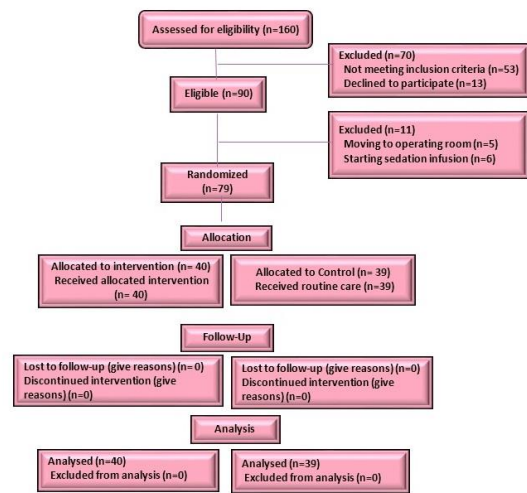 Assessed for eligibility (n=160)
Excluded (n=70)
Not meeting inclusion criteria (n=53)
Declined to participate (n=13)
Eligible (n=90)
Excluded (n=11)
Moving to operating room (n=5)
Starting sedation infusion (n=6)
Randomized
(n=79)
Allocation
Allocated to intervention (n= 40)
Received allocated intervention
(n= 40)
Allocated to Control (n= 39)
Received routine care (n=39)
Follow-Up
Lost to follow-up (give reasons) (n= 0)
Discontinued intervention (give
reasons) (n=0)
Lost to follow-up (give reasons) (n=0)
Discontinued intervention (give
reasons) (n=0)
Analysis
Analysed (n=40)
Excluded from analysis (n=0)
Analysed (n=39)
Excluded from analysis (n=0)